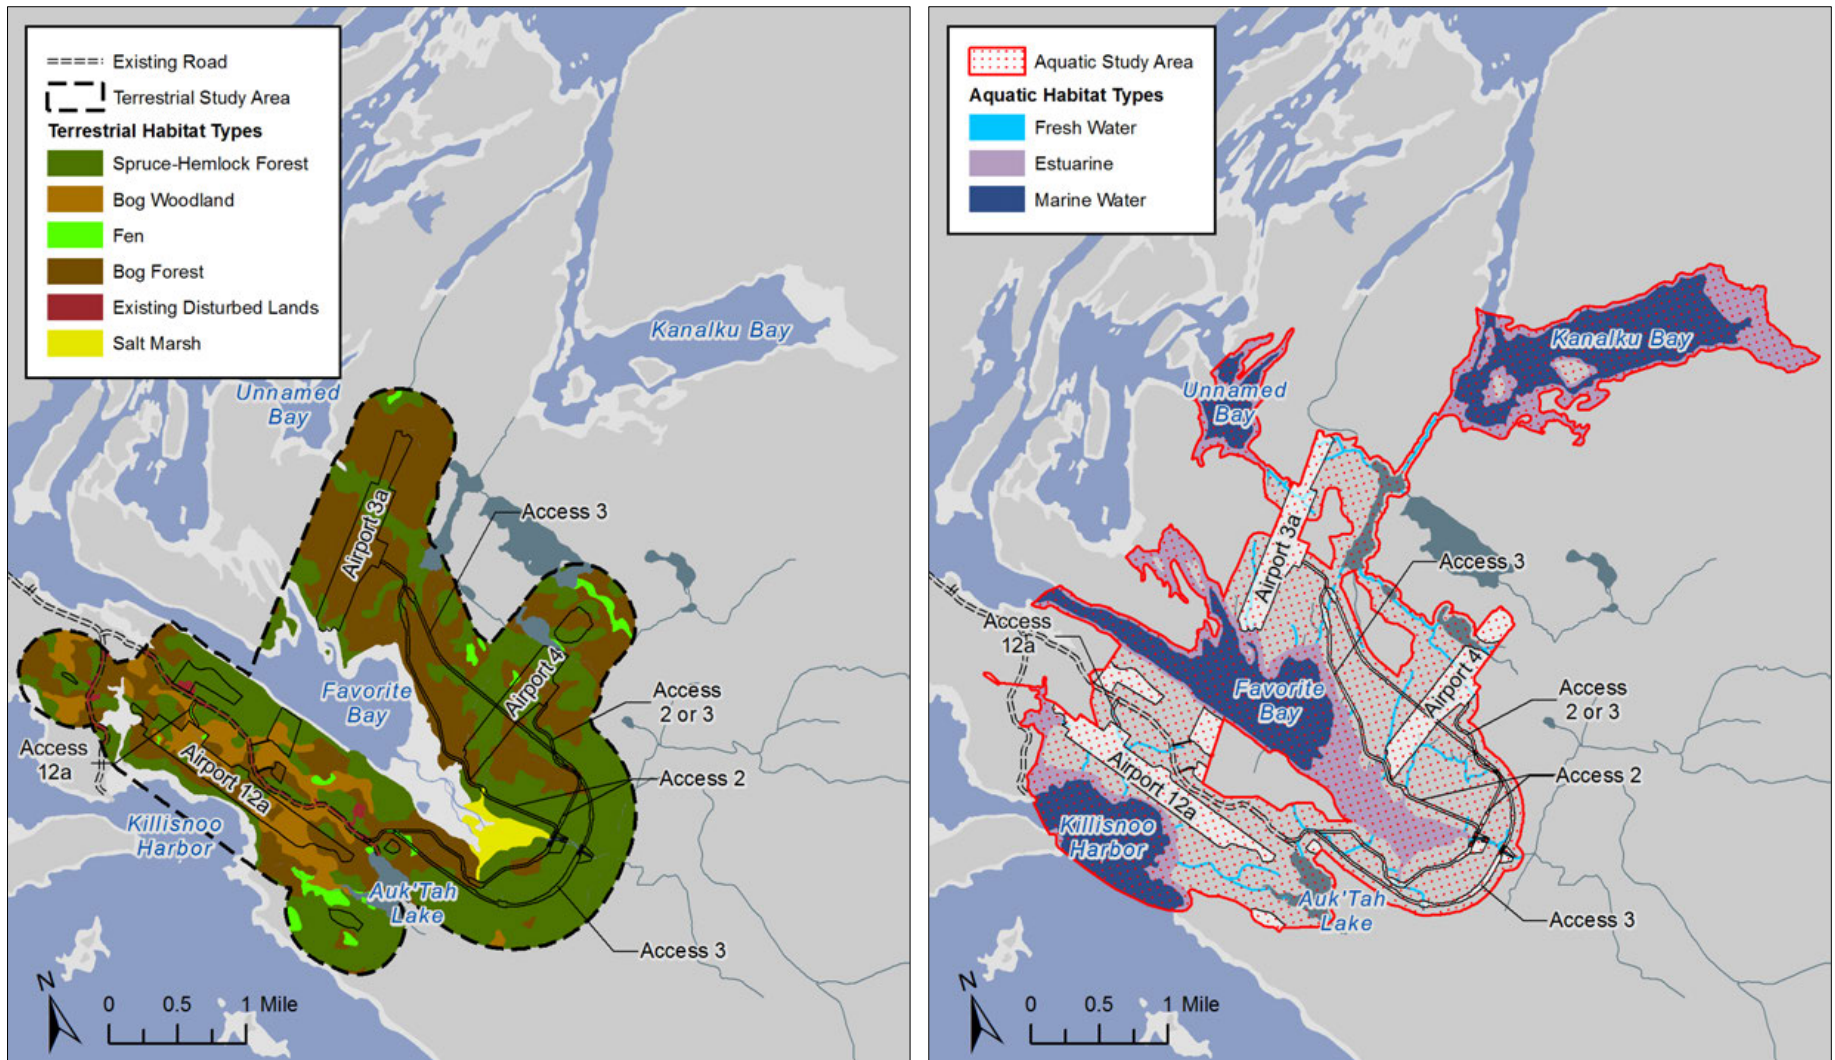 Existing Road
Terrestrial Study Area
Terrestrial Habitat Types
Spruce-Hemlock Forest
Bog Woodland
Fen
Bog Forest
Existing Disturbed Lands
Salt Marsh
Kanalku Bay
Unnamed
Bay
Access 3
Airport 3a
Airport 4
Favorite
Bay
Access
2 or 3
Access
12a
Airport 12a
Access 2
Killisnoo
Harbor
Auk'Tah
Lake
Access 3
N
0 0.5 1 Mile
Aquatic Study Area
Aquatic Habitat Types
Fresh Water
Estuarine
Marine Water
Kanalku Bay
Unnamed
Bay
Airport 3a
Access 3
Access
12a
Airport 4
Favorite
Bay
Access
2 or 3
Airport 12a
Access 2
Killisnoo
Harbor
Auk'Tah
Lake
Access 3
N
0 0.5 1 Mile